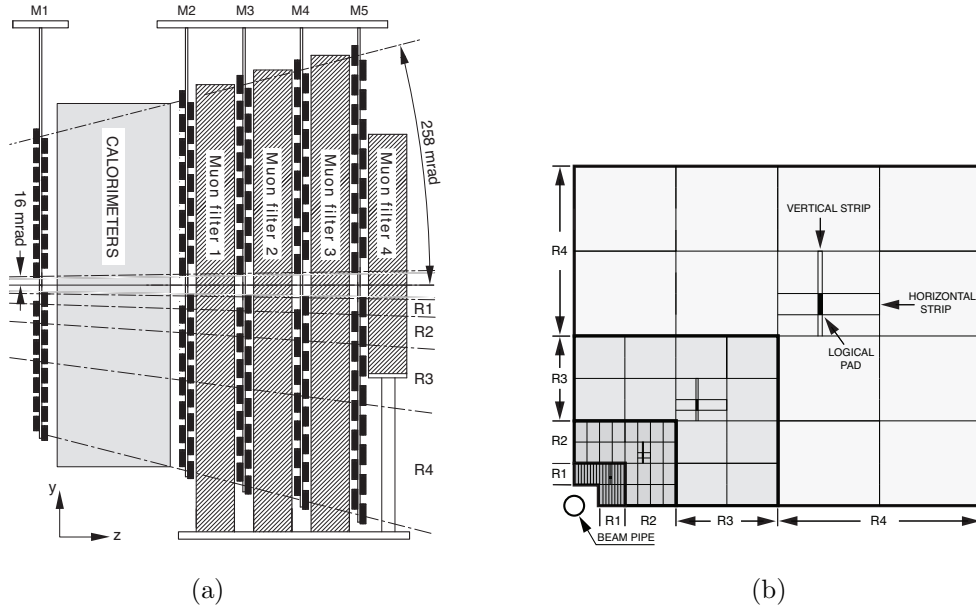 M1
M2
M3
M4
M5
16 mrad
CALORIMETERS
Muon filter 1
Muon filter 2
Muon filter 3
Muon filter 4
258 mrad
R1
R2
R3
R4
y
z
(a)
R4
R3
R2
R1
VERTICAL STRIP
HORIZONTAL
STRIP
LOGICAL
PAD
R1
R2
R3
R4
BEAM PIPE
(b)